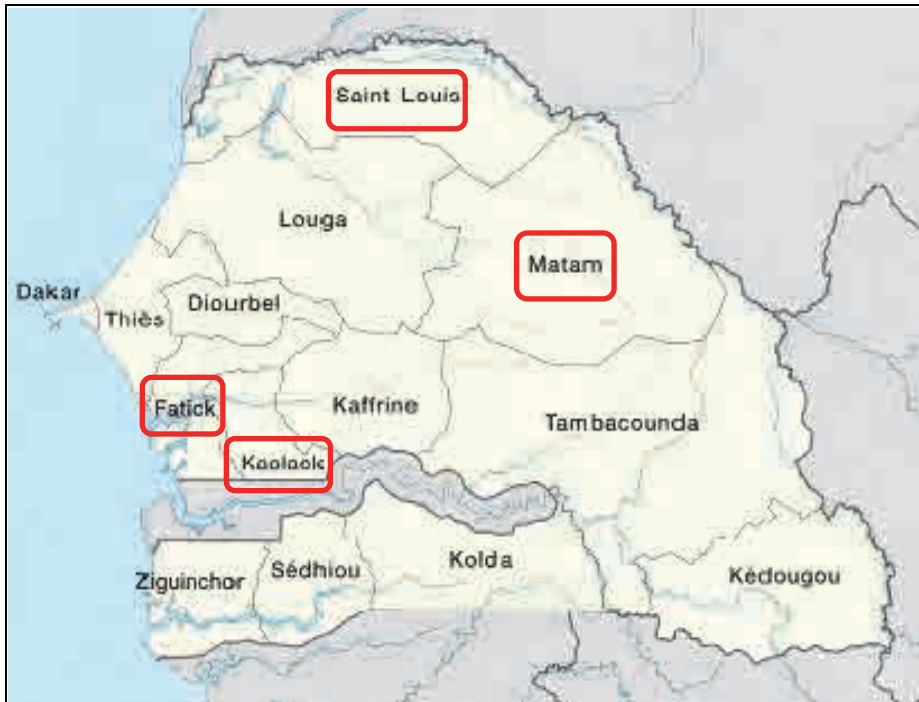 Saint Louis
Louga
Matam
Dakar
Thiès
Diourbel
Fatick
Kaffrine
Tambacounda
Kaolack
Ziguinchor
Sédhiou
Kolda
Kédougou